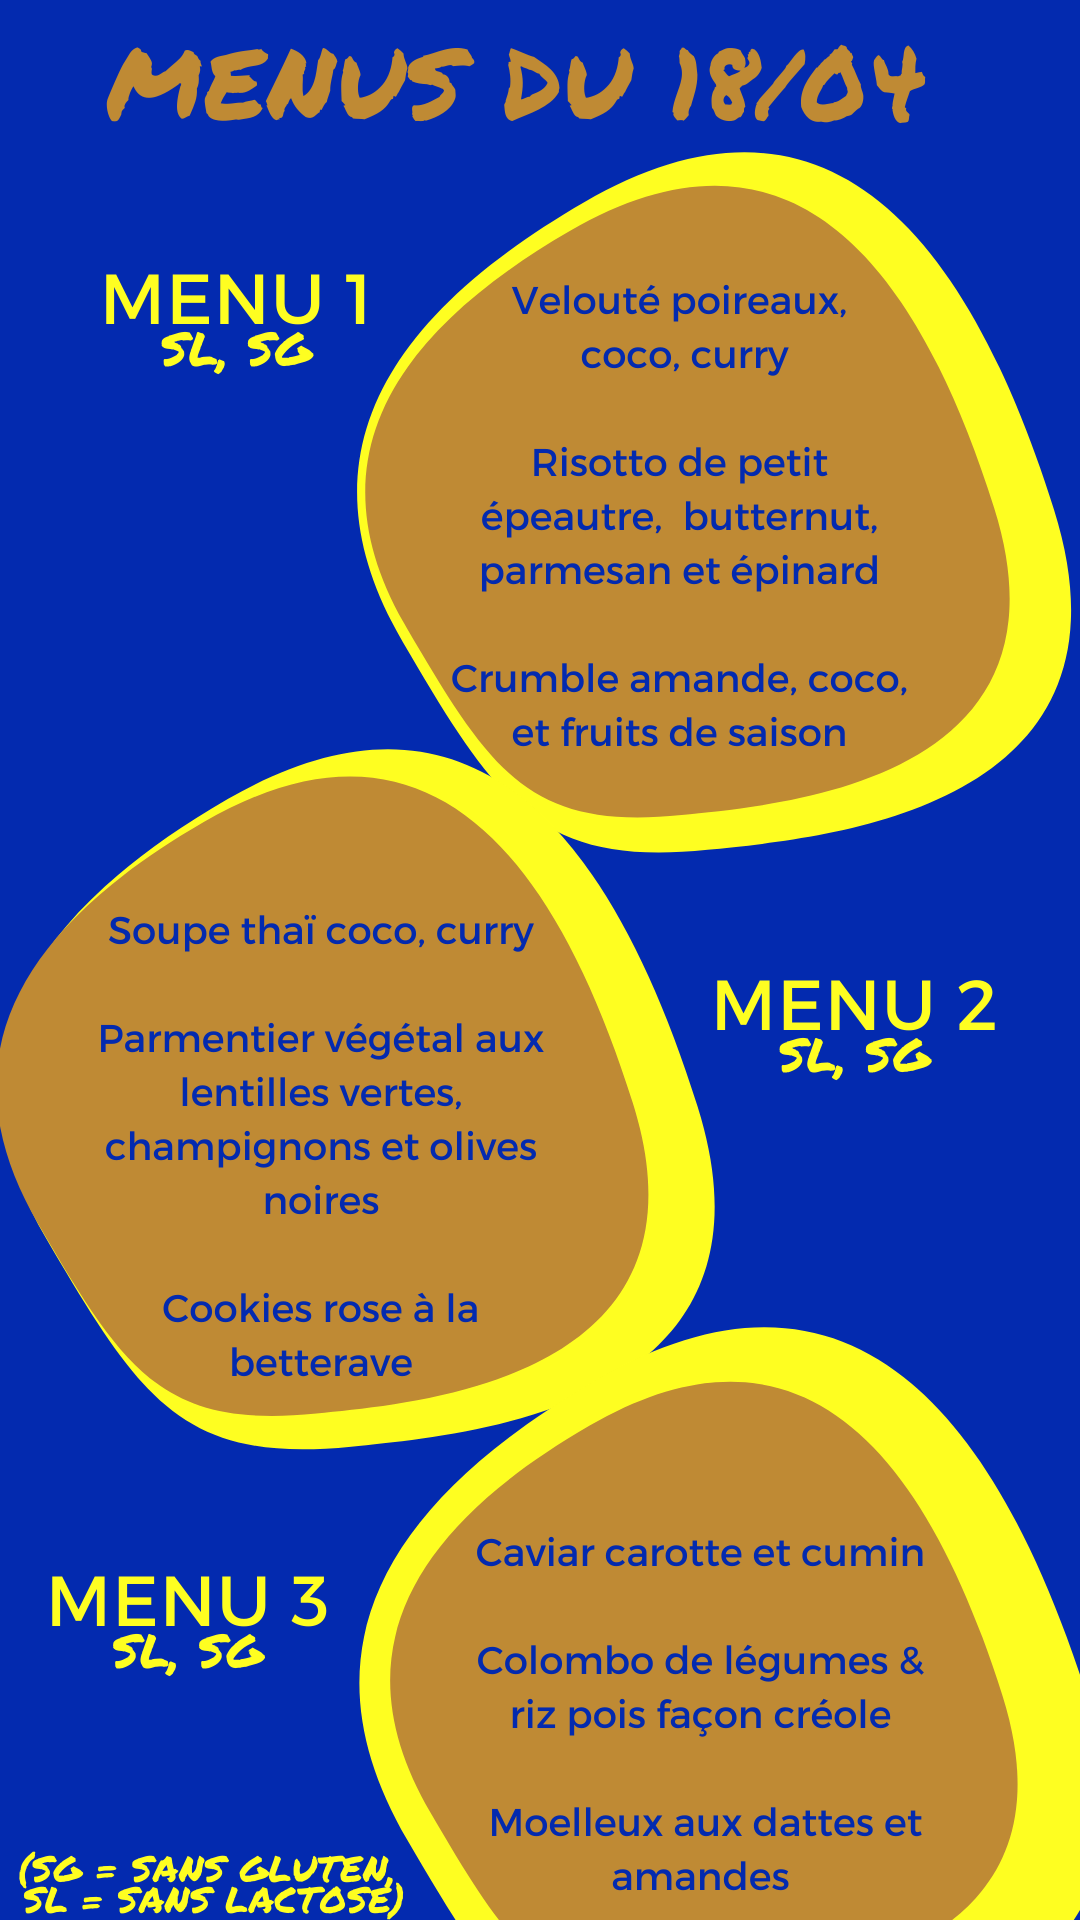 MENUS DU 18/04
MENU 1
SL, SG
Velouté poireaux,
coco, curry
Risotto de petit
épeautre, butternut,
parmesan et épinard
Crumble amande, coco,
et fruits de saison
MENU 2
SL, SG
Soupe thaï coco, curry
Parmentier végétal aux
lentilles vertes,
champignons et olives
noires
Cookies rose à la
betterave
MENU 3
SL, SG
Caviar carotte et cumin
Colombo de légumes &
riz pois façon créole
Moelleux aux dattes et
amandes
(SG = SANS GLUTEN,
SL = SANS LACTOSE)